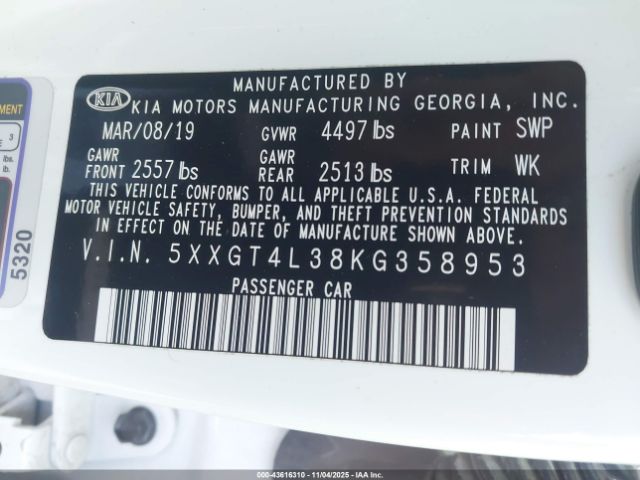 MANUFACTURED BY
KIA KIA MOTORS MANUFACTURING GEORGIA, INC.
MAR/08/19 GVWR 4497 lbs PAINT SWP
GAWR FRONT 2557 lbs GAWR REAR 2513 lbs TRIM WK
THIS VEHICLE CONFORMS TO ALL APPLICABLE U.S.A. FEDERAL
MOTOR VEHICLE SAFETY, BUMPER, AND THEFT PREVENTION STANDARDS
IN EFFECT ON THE DATE OF MANUFACTURE SHOWN ABOVE.
V.I.N. 5XXGT4L38KG358953
PASSENGER CAR
MENT
3
lbs.
5320
000-43616310 - 11/04/2025 - IAA Inc.